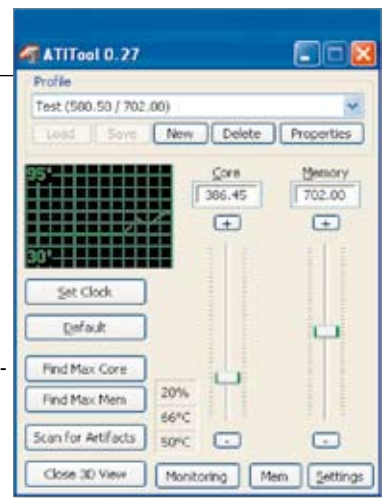 ATITool 0.27
Profile
Test (580.50 / 702.00)
Load Save New Delete Properties
95°
30°
Core Memory
386.45 702.00
+ +
Set Clock
Default
Find Max Core
Find Max Mem
20%
66°C
Scan for Artifacts
50°C
- -
Close 3D View
Monitoring Mem Settings